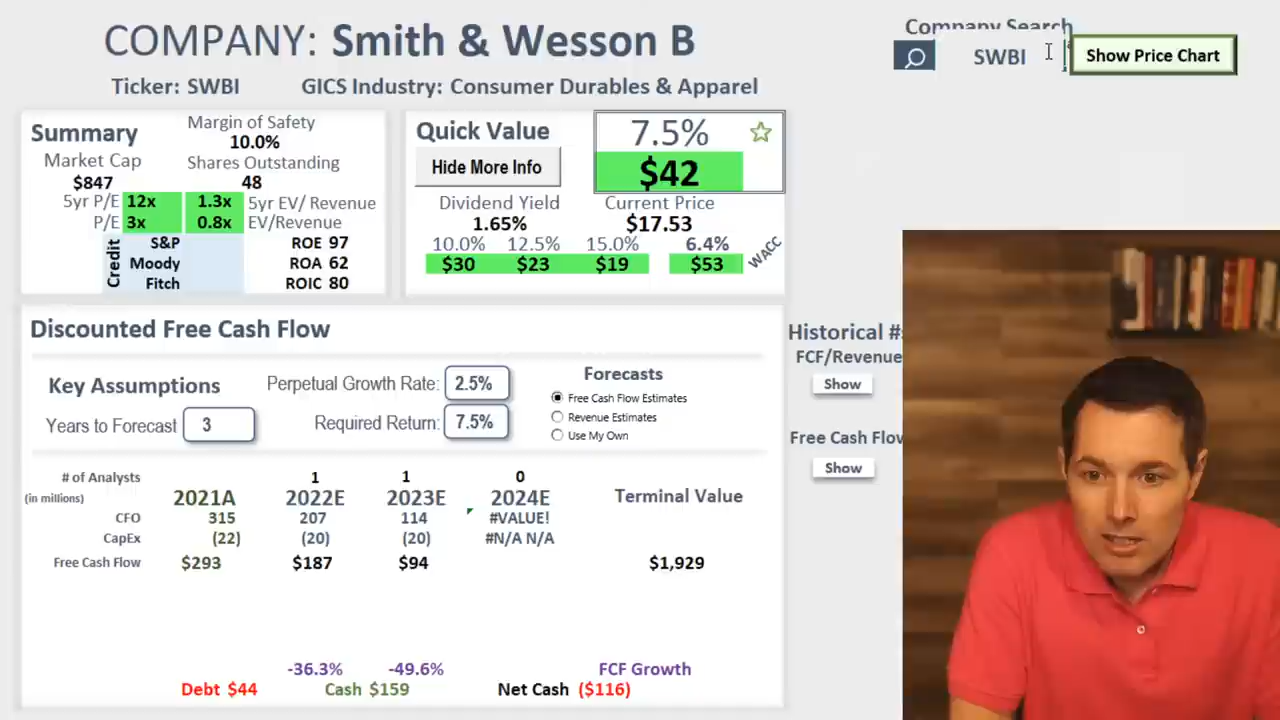 COMPANY: Smith & Wesson B
Ticker: SWBI GICS Industry: Consumer Durables & Apparel
Company Search
SWBI
Show Price Chart
Summary
Margin of Safety
10.0%
Market Cap Shares Outstanding
$847 48
5yr P/E 12x 1.3x 5yr EV/ Revenue
P/E 3x 0.8x EV/Revenue
Credit
S&P ROE 97
Moody ROA 62
Fitch ROIC 80
Quick Value
Hide More Info
7.5%
$42
Dividend Yield Current Price
1.65% $17.53
10.0% 12.5% 15.0% 6.4%
$30 $23 $19 $53
WACC
Discounted Free Cash Flow
Key Assumptions
Years to Forecast 3
Perpetual Growth Rate: 2.5%
Required Return: 7.5%
Forecasts
Free Cash Flow Estimates
Revenue Estimates
Use My Own
# of Analysts 1 1 0
(in millions) 2021A 2022E 2023E 2024E Terminal Value
CFO 315 207 114 #VALUE!
CapEx (22) (20) (20) #N/A N/A
Free Cash Flow $293 $187 $94 $1,929
-36.3% -49.6% FCF Growth
Debt $44 Cash $159 Net Cash ($116)
Historical #
FCF/Revenue
Show
Free Cash Flow
Show